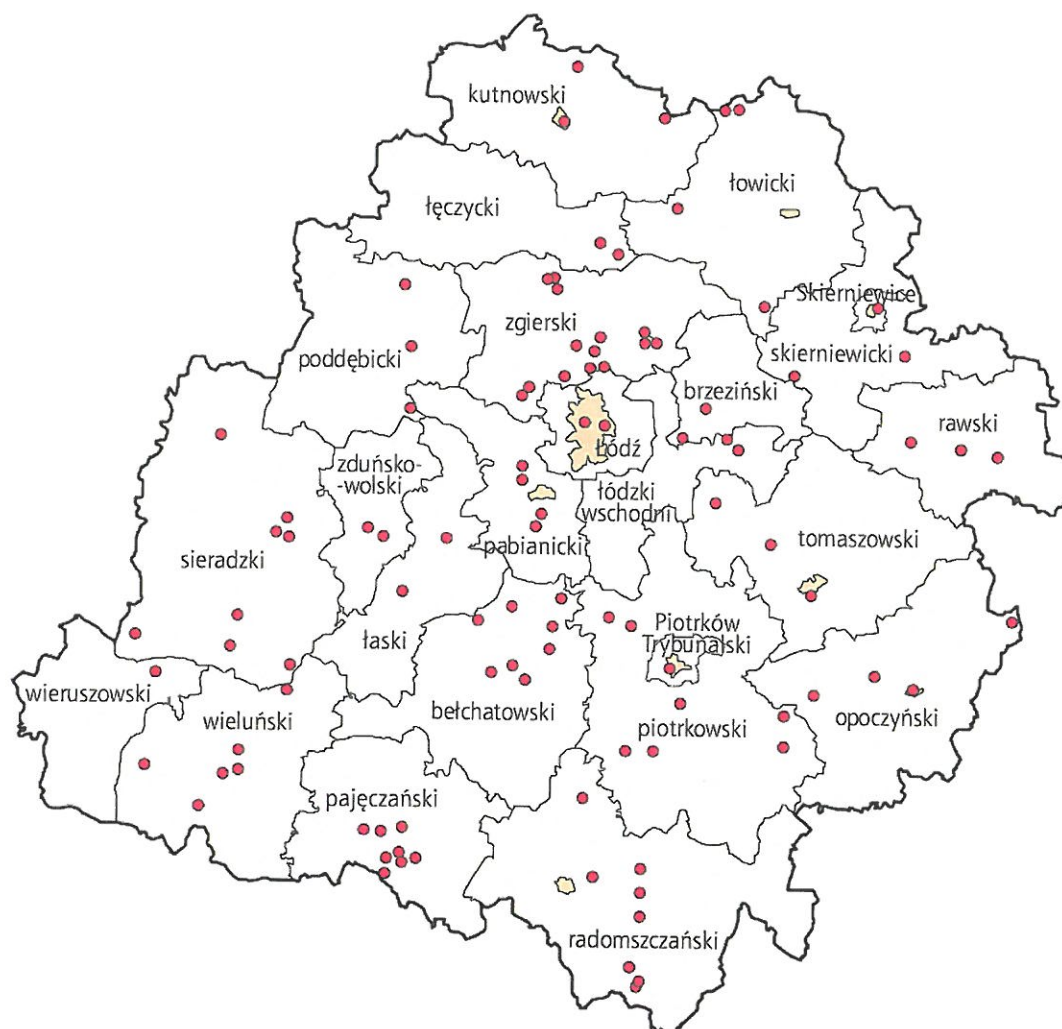 kutnowski
łowicki
łęczycki
Skierniewice
zgierski
skierniewicki
poddębicki
brzeziński
rawski
Łódź
zduńsko-
-wolski
łódzki
wschodni
tomaszowski
pabianicki
sieradzki
Piotrków
Trybunalski
łaski
wieruszowski
wieluński
bełchatowski
piotrkowski
opoczyński
pajęczański
radomszczański